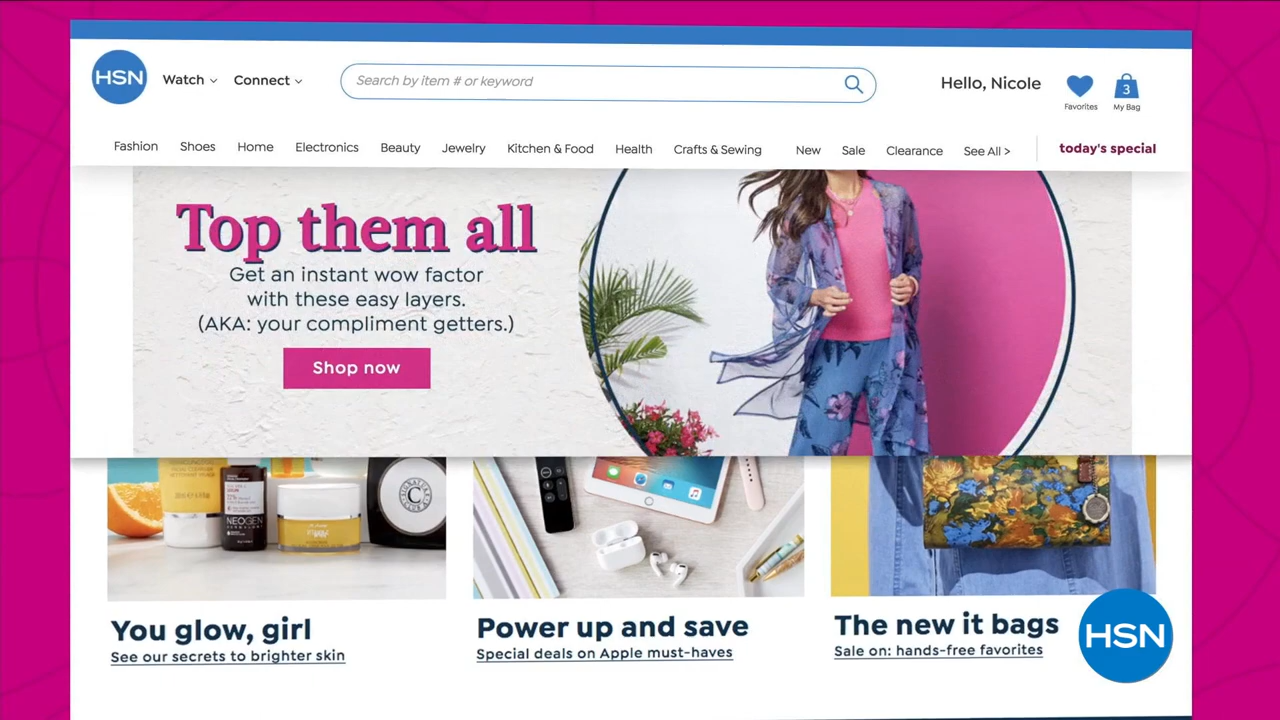 HSN
Watch
Connect
Search by item # or keyword
Hello, Nicole
Favorites
3
My Bag
Fashion
Shoes
Home
Electronics
Beauty
Jewelry
Kitchen & Food
Health
Crafts & Sewing
New
Sale
Clearance
See All >
today's special
Top them all
Get an instant wow factor
with these easy layers.
(AKA: your compliment getters.)
Shop now
NEOGEN
C
You glow, girl
See our secrets to brighter skin
Power up and save
Special deals on Apple must-haves
The new it bags
Sale on: hands-free favorites
HSN